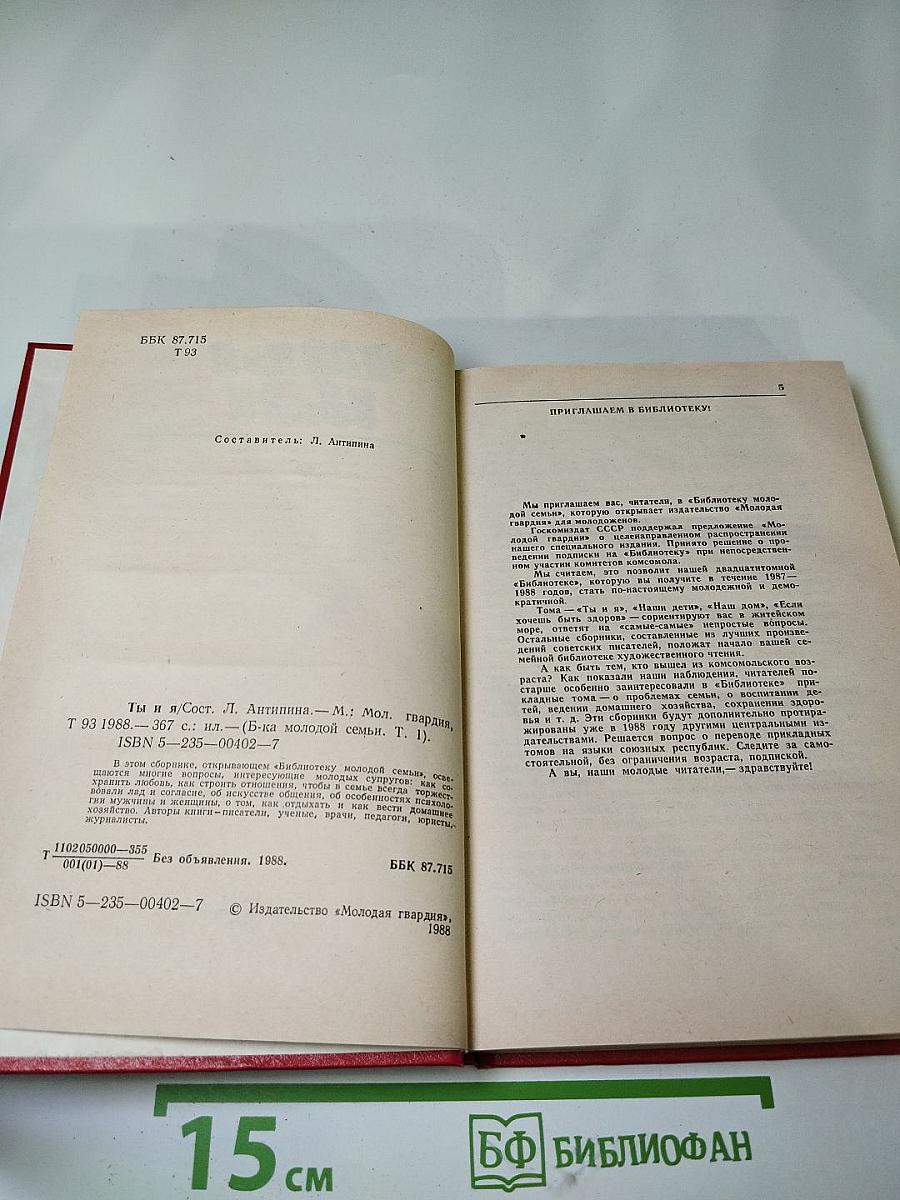 ББК 87.715
Т 93
Составитель: Л. Антипина
Ты и я/Сост. Л. Антипина.— М.: Мол. гвардия,
Т 93 1988.— 367 с.: ил.— (Б-ка молодой семьи. Т. 1).
ISBN 5—235—00402—7
В этом сборнике, открывающем «Библиотеку молодой семьи», осве-
щаются многие вопросы, интересующие молодых супругов: как со-
хранить любовь, как строить отношения, чтобы в семье всегда торжест-
вовали лад и согласие, об искусстве общения, об особенностях психоло-
гии мужчины и женщины, о том, как отдыхать и как вести домашнее
хозяйство. Авторы книги—писатели, ученые, врачи, педагоги, юристы,
журналисты.
Т 1102050000—355
001(01)—88
Без объявления. 1988.
ББК 87.715
ISBN 5—235—00402—7
© Издательство «Молодая гвардия»,
1988
5
ПРИГЛАШАЕМ В БИБЛИОТЕКУ!
Мы приглашаем вас, читатели, в «Библиотеку моло-
дой семьи», которую открывает издательство «Молодая
гвардия» для молодоженов.
Госкомиздат СССР поддержал предложение «Мо-
лодой гвардии» о целенаправленном распространении
нашего специального издания. Принято решение о про-
ведении подписки на «Библиотеку» при непосредствен-
ном участии комитетов комсомола.
Мы считаем, это позволит нашей двадцатитомной
«Библиотеке», которую вы получите в течение 1987—
1988 годов, стать по-настоящему молодежной и демо-
кратичной.
Тома — «Ты и я», «Наши дети», «Наш дом», «Если
хочешь быть здоров» — сориентируют вас в житейском
море, ответят на «самые-самые» непростые вопросы.
Остальные сборники, составленные из лучших произве-
дений советских писателей, положат начало вашей се-
мейной библиотеке художественного чтения.
А как быть тем, кто вышел из комсомольского воз-
раста? Как показали наши наблюдения, читателей по-
старше особенно заинтересовали в «Библиотеке» при-
кладные тома — о проблемах семьи, о воспитании де-
тей, ведении домашнего хозяйства, сохранении здоро-
вья и т. д. Эти сборники будут дополнительно протира-
жированы уже в 1988 году другими центральными из-
дательствами. Решается вопрос о переводе прикладных
томов на языки союзных республик. Следите за само-
стоятельной, без ограничения возраста, подпиской.
А вы, наши молодые читатели,— здравствуйте!
15 см
БФ БИБЛИОФАН